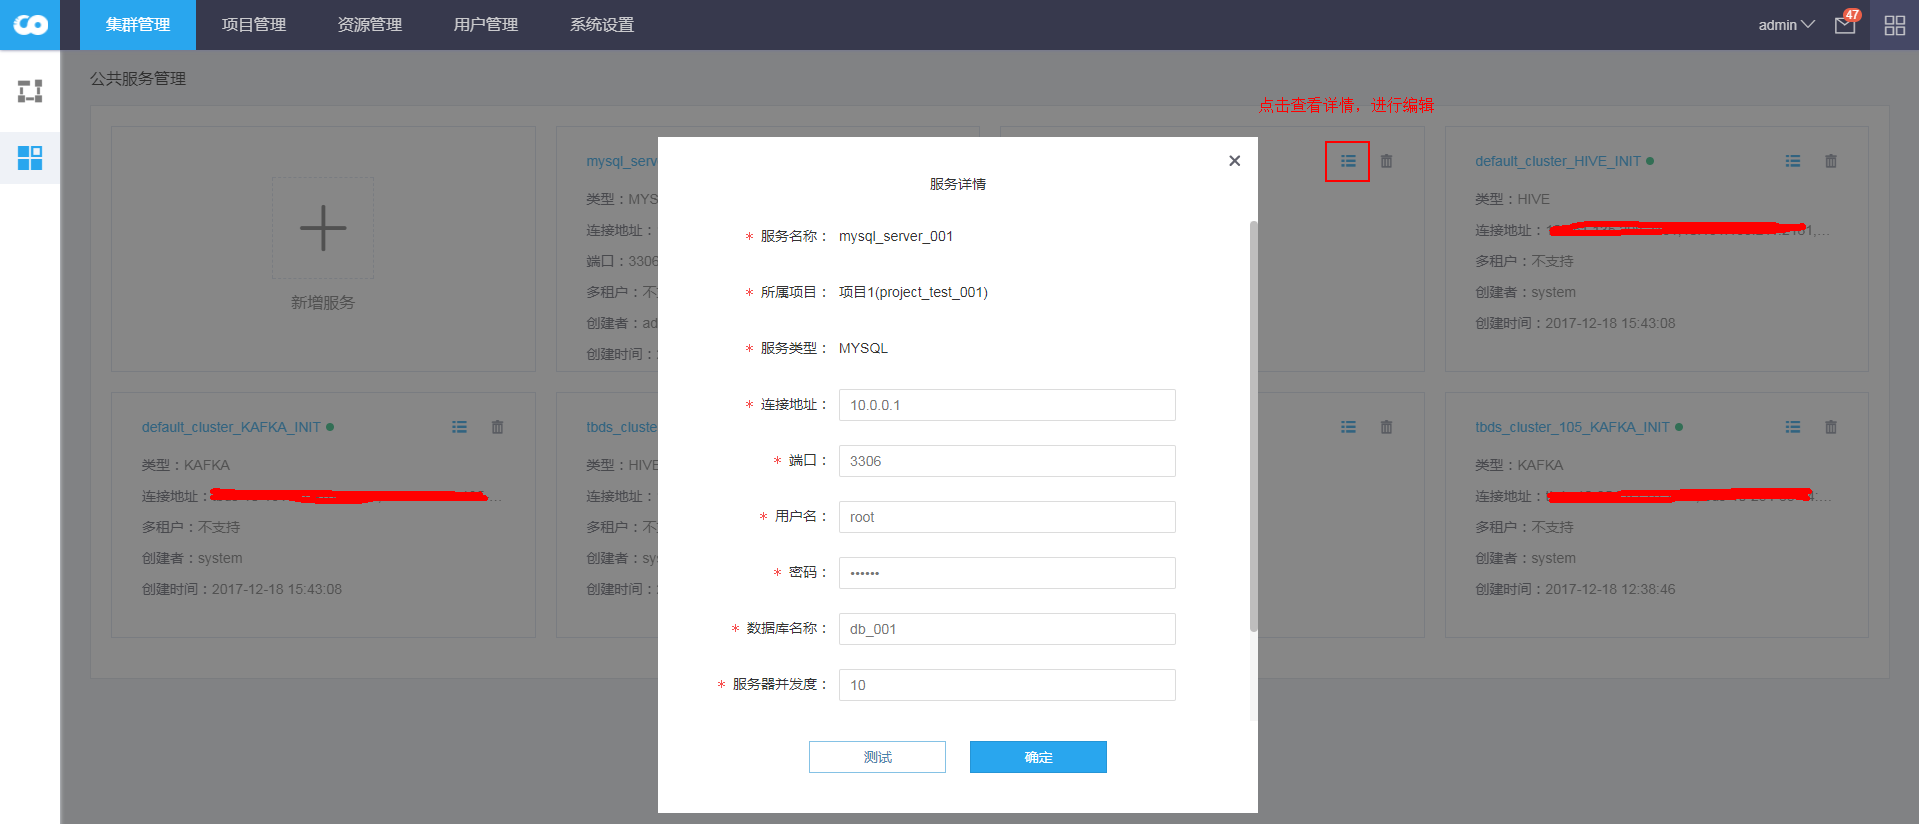 集群管理 项目管理 资源管理 用户管理 系统设置 admin 47
公共服务管理
点击查看详情，进行编辑
新增服务
mysql_serv
类型：MYS
连接地址：
端口：3306
多租户：不
创建者：ad
创建时间：
default_cluster_HIVE_INIT
类型：HIVE
连接地址：
多租户：不支持
创建者：system
创建时间：2017-12-18 15:43:08
default_cluster_KAFKA_INIT
类型：KAFKA
连接地址：
多租户：不支持
创建者：system
创建时间：2017-12-18 15:43:08
tbds_cluste
类型：HIVE
连接地址：
多租户：不
创建者：sy
创建时间：
tbds_cluster_105_KAFKA_INIT
类型：KAFKA
连接地址：
多租户：不支持
创建者：system
创建时间：2017-12-18 12:38:46
服务详情
* 服务名称： mysql_server_001
* 所属项目： 项目1(project_test_001)
* 服务类型： MYSQL
* 连接地址： 10.0.0.1
* 端口： 3306
* 用户名： root
* 密码： ••••••
* 数据库名称： db_001
* 服务器并发度： 10
测试 确定